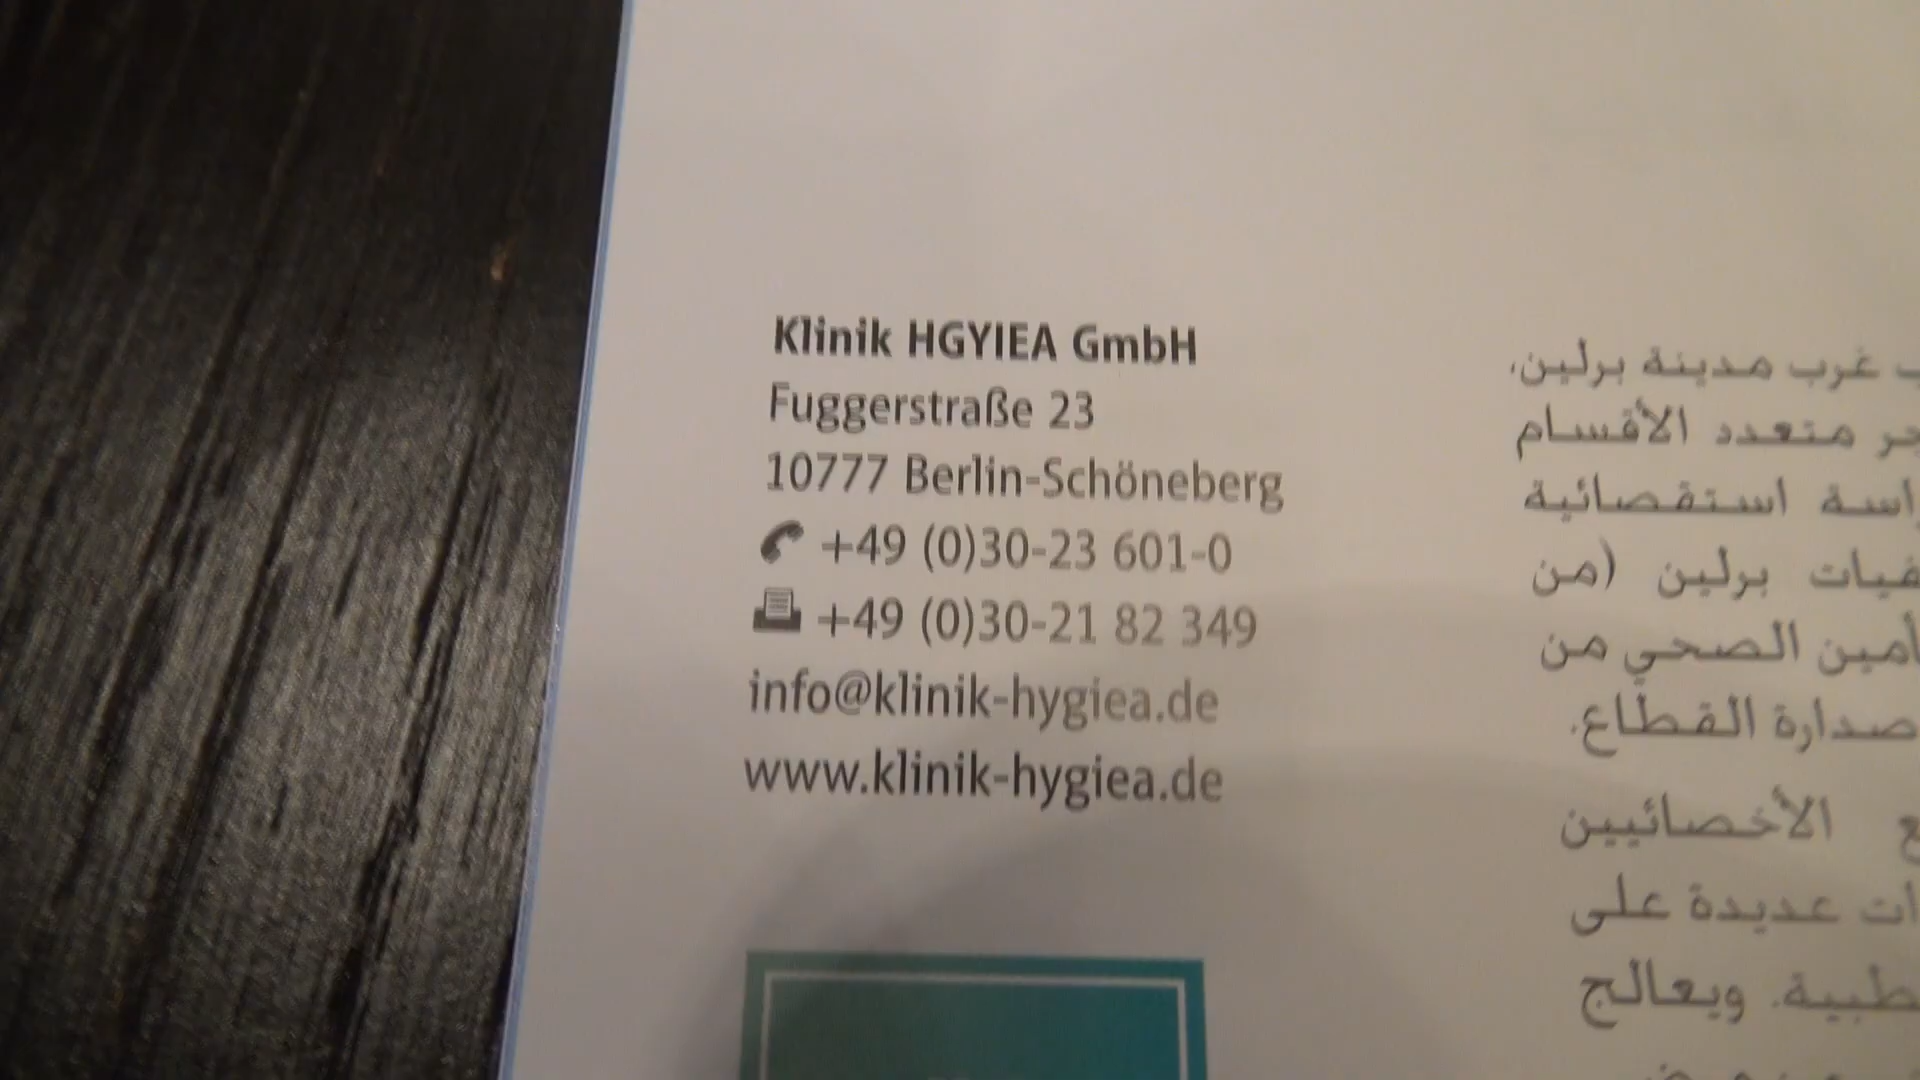 Klinik HGYIEA GmbH
Fuggerstraße 23
10777 Berlin-Schöneberg
+49 (0)30-23 601-0
+49 (0)30-21 82 349
info@klinik-hygiea.de
www.klinik-hygiea.de
غرب مدينة برلين،
متعدد الأقسام
استقصائية
برلين (من
الصحي من
صدارة القطاع.
الأخصائيين
عديدة على
ويعالج